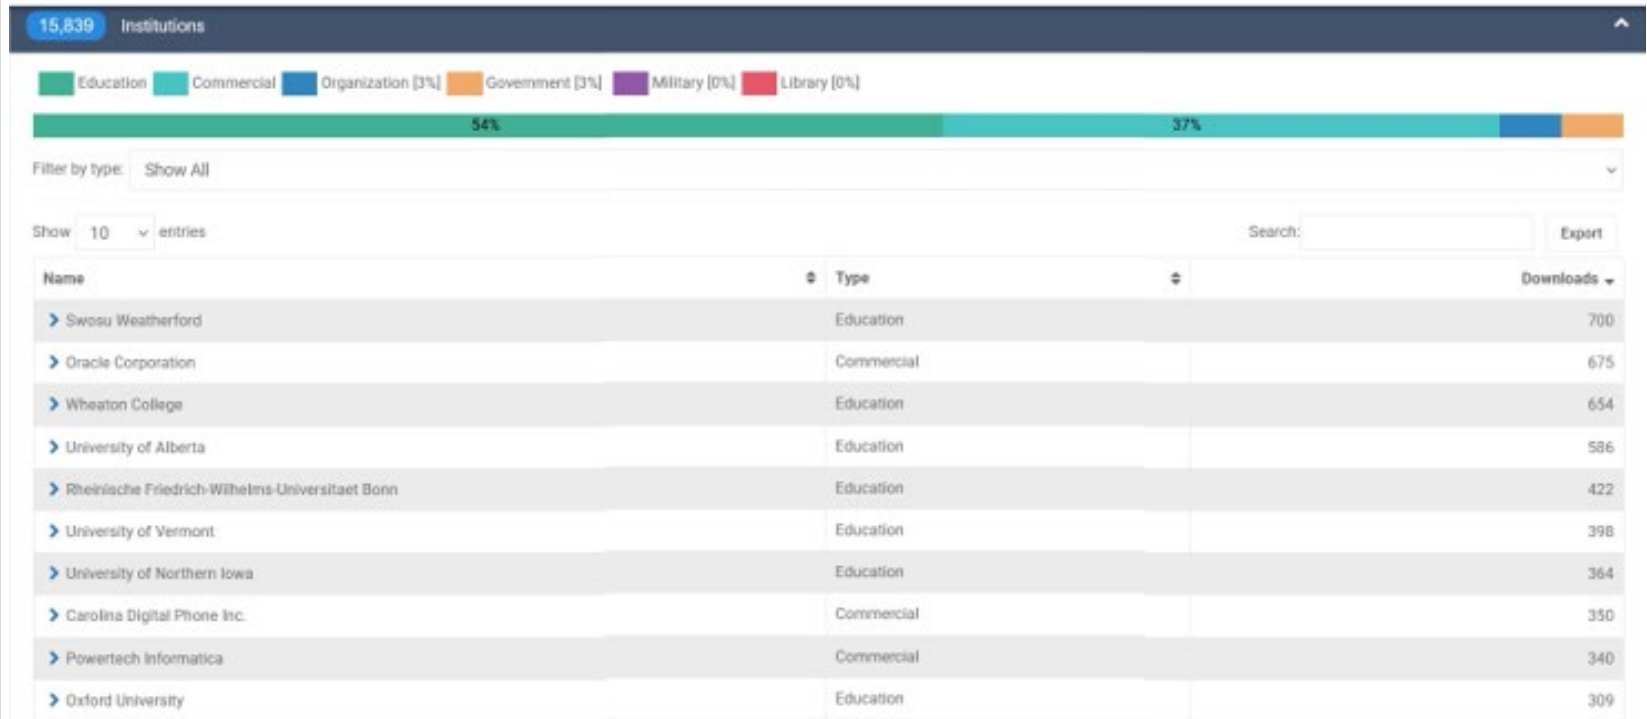 15,839 Institutions
Education Commercial Organization [3%] Government [3%] Military [0%] Library [0%]
54% 37%
Filter by type: Show All
Show 10 entries Search: Export
Name Type Downloads
Swosu Weatherford Education 700
Oracle Corporation Commercial 675
Wheaton College Education 654
University of Alberta Education 586
Rheinische Friedrich-Wilhelms-Universitaet Bonn Education 422
University of Vermont Education 398
University of Northern Iowa Education 364
Carolina Digital Phone Inc. Commercial 350
Powertech Informatica Commercial 340
Oxford University Education 309